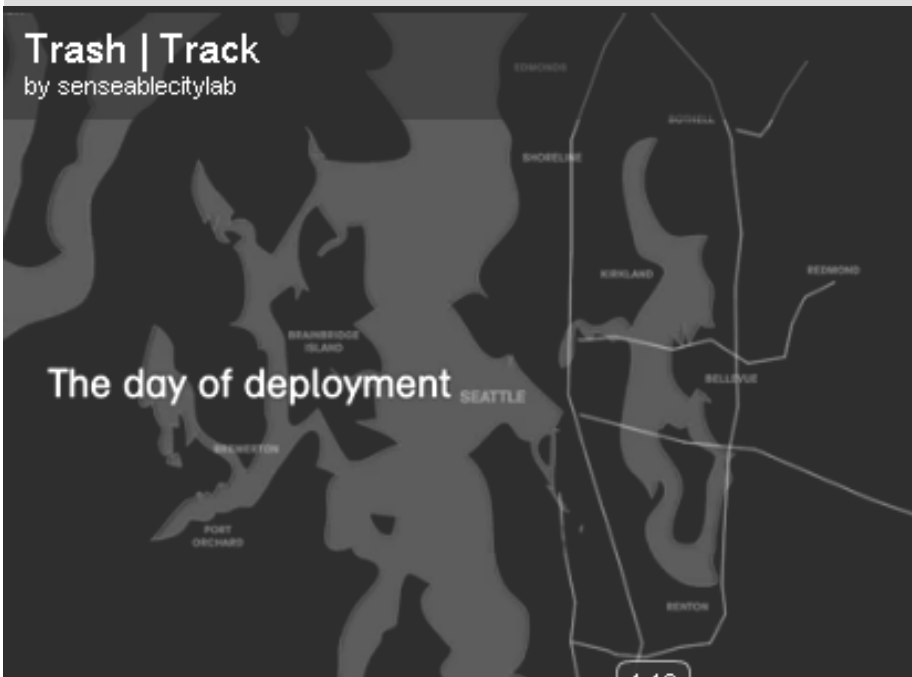 Trash | Track
by senseablecitylab
EDMONDS
BOTHELL
SHORELINE
KIRKLAND
REDMOND
BRAINBRIDGE
ISLAND
BELLEVUE
The day of deployment
SEATTLE
BREMERTON
PORT
ORCHARD
RENTON